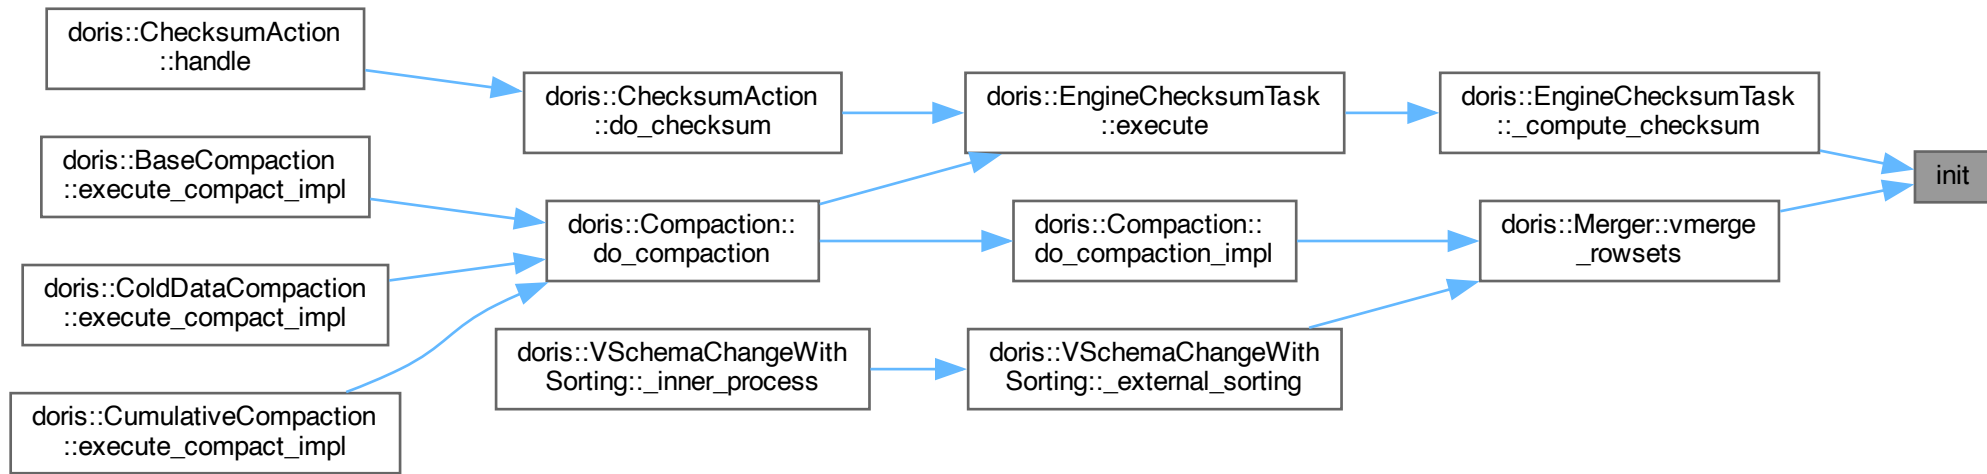 doris::ChecksumAction
::handle
doris::BaseCompaction
::execute_compact_impl
doris::ColdDataCompaction
::execute_compact_impl
doris::CumulativeCompaction
::execute_compact_impl
doris::ChecksumAction
::do_checksum
doris::Compaction::
do_compaction
doris::VSchemaChangeWith
Sorting::_inner_process
doris::EngineChecksumTask
::execute
doris::Compaction::
do_compaction_impl
doris::VSchemaChangeWith
Sorting::_external_sorting
doris::EngineChecksumTask
::_compute_checksum
doris::Merger::vmerge
_rowsets
init